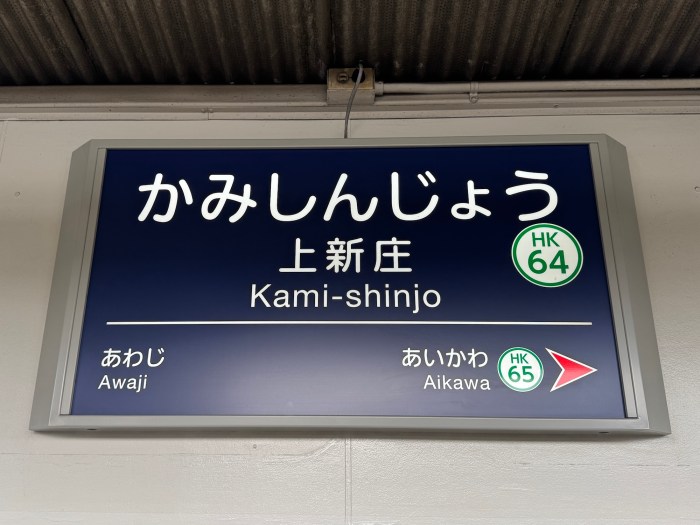 かみしんじょう
上新庄
HK
64
Kami-shinjo
あわじ
Awaji
あいかわ
Aikawa
HK
65